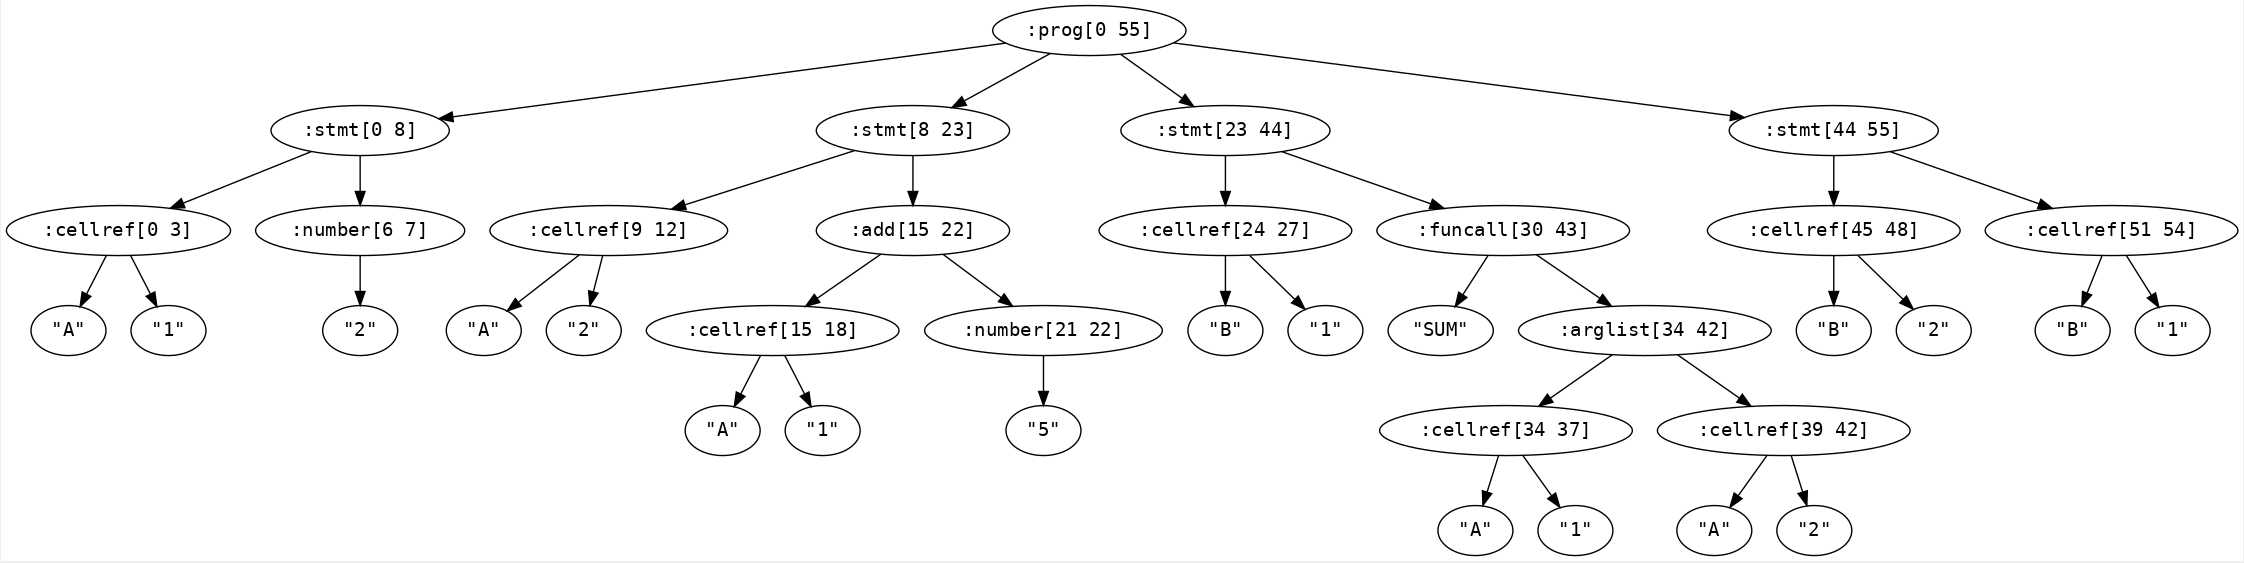 :prog[0 55]
:stmt[0 8] :stmt[8 23] :stmt[23 44] :stmt[44 55]
:cellref[0 3] :number[6 7] :cellref[9 12] :add[15 22] :cellref[24 27] :funcall[30 43] :cellref[45 48] :cellref[51 54]
"A" "1" "2" "A" "2" :cellref[15 18] :number[21 22] "B" "1" "SUM" :arglist[34 42] "B" "2" "B" "1"
"A" "1" "5" :cellref[34 37] :cellref[39 42]
"A" "1" "A" "2"